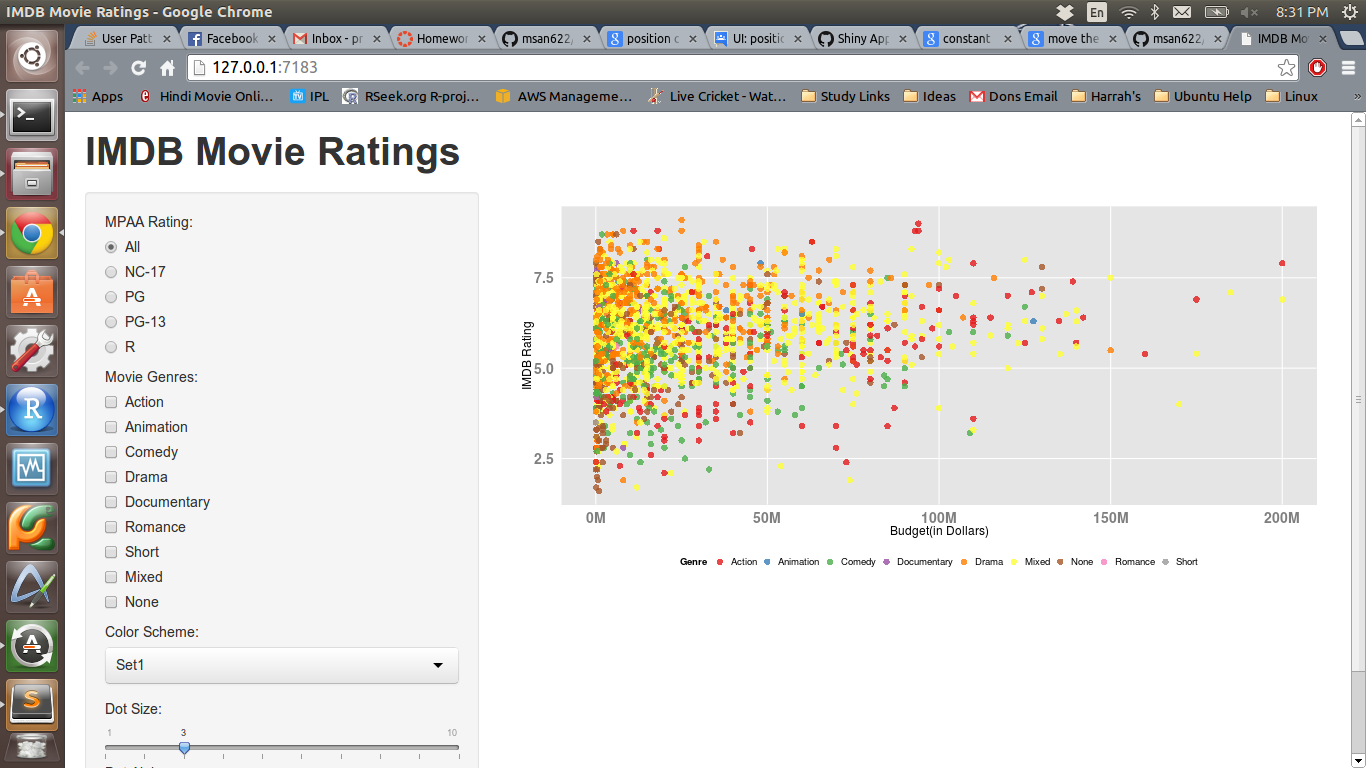 IMDB Movie Ratings - Google Chrome
En
8:31 PM
User Patt
Facebook
Inbox - pr
Homewor
msan622,
position c
UI: positic
Shiny App
constant
move the
msan622,
IMDB Mo
127.0.0.1:7183
Apps
Hindi Movie Onli...
IPL
RSeek.org R-proj...
AWS Manageme...
Live Cricket - Wat...
Study Links
Ideas
Dons Email
Harrah's
Ubuntu Help
Linux
»
IMDB Movie Ratings
MPAA Rating:
All
NC-17
PG
PG-13
R
Movie Genres:
Action
Animation
Comedy
Drama
Documentary
Romance
Short
Mixed
None
Color Scheme:
Set1
Dot Size:
1 3 10
IMDB Rating
7.5
5.0
2.5
0M 50M 100M 150M 200M
Budget(in Dollars)
Genre Action Animation Comedy Documentary Drama Mixed None Romance Short